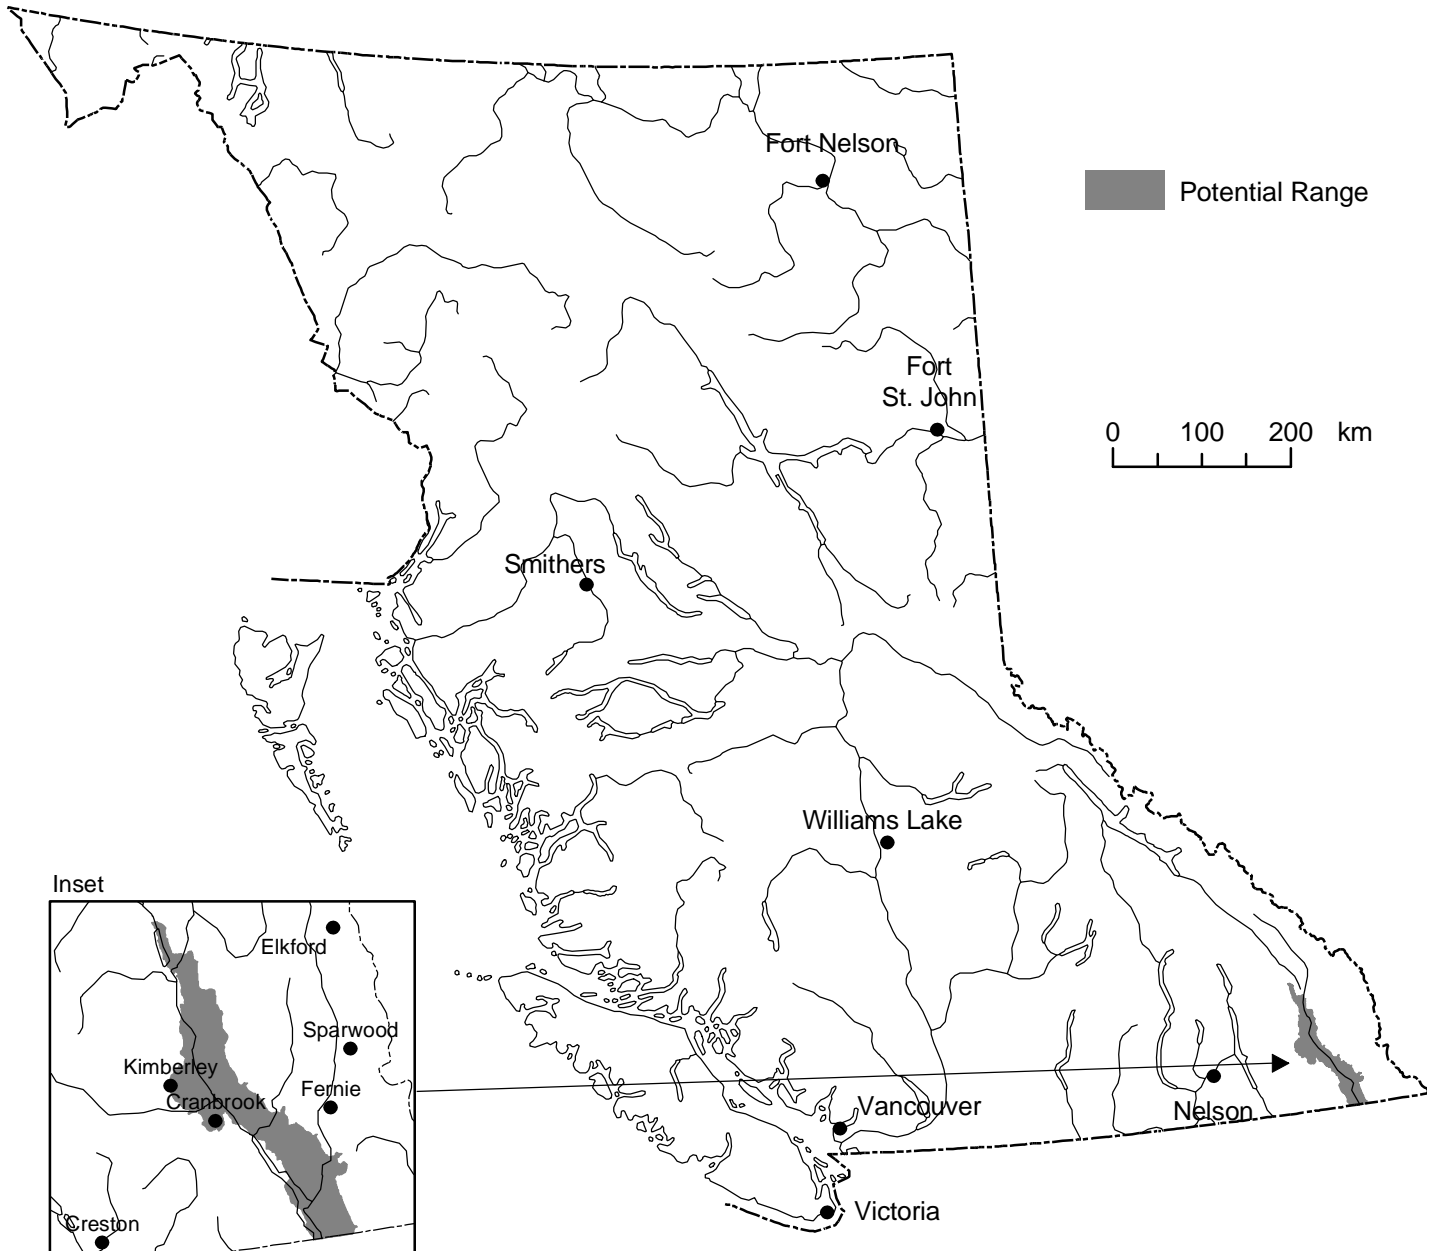 Fort Nelson
Potential Range
Fort
St. John
0 100 200 km
Smithers
Williams Lake
Inset
Elkford
Sparwood
Kimberley
Fernie
Cranbrook
Creston
Vancouver
Nelson
Victoria